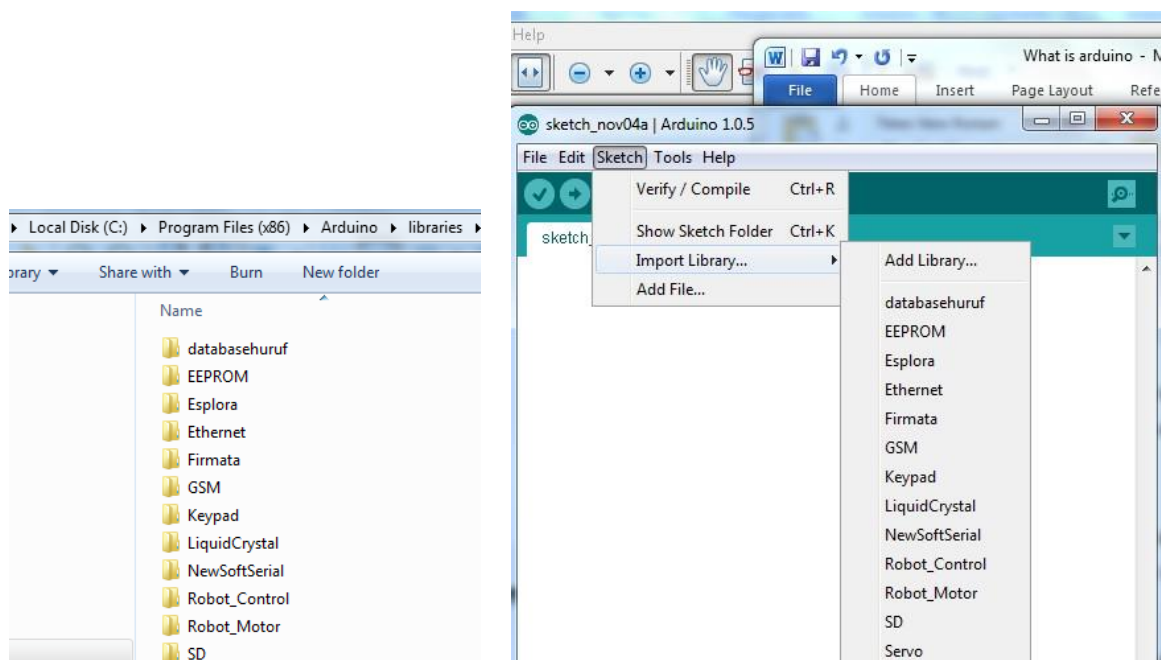 Local Disk (C:) Program Files (x86) Arduino libraries
Share with Burn New folder
Name
databasehuruf
EEPROM
Esplora
Ethernet
Firmata
GSM
Keypad
LiquidCrystal
NewSoftSerial
Robot_Control
Robot_Motor
SD
Help
What is arduino - M
File Home Insert Page Layout Refe
sketch_nov04a | Arduino 1.0.5
File Edit Sketch Tools Help
Verify / Compile Ctrl+R
sketch_
Show Sketch Folder Ctrl+K
Import Library...
Add File...
Add Library...
databasehuruf
EEPROM
Esplora
Ethernet
Firmata
GSM
Keypad
LiquidCrystal
NewSoftSerial
Robot_Control
Robot_Motor
SD
Servo